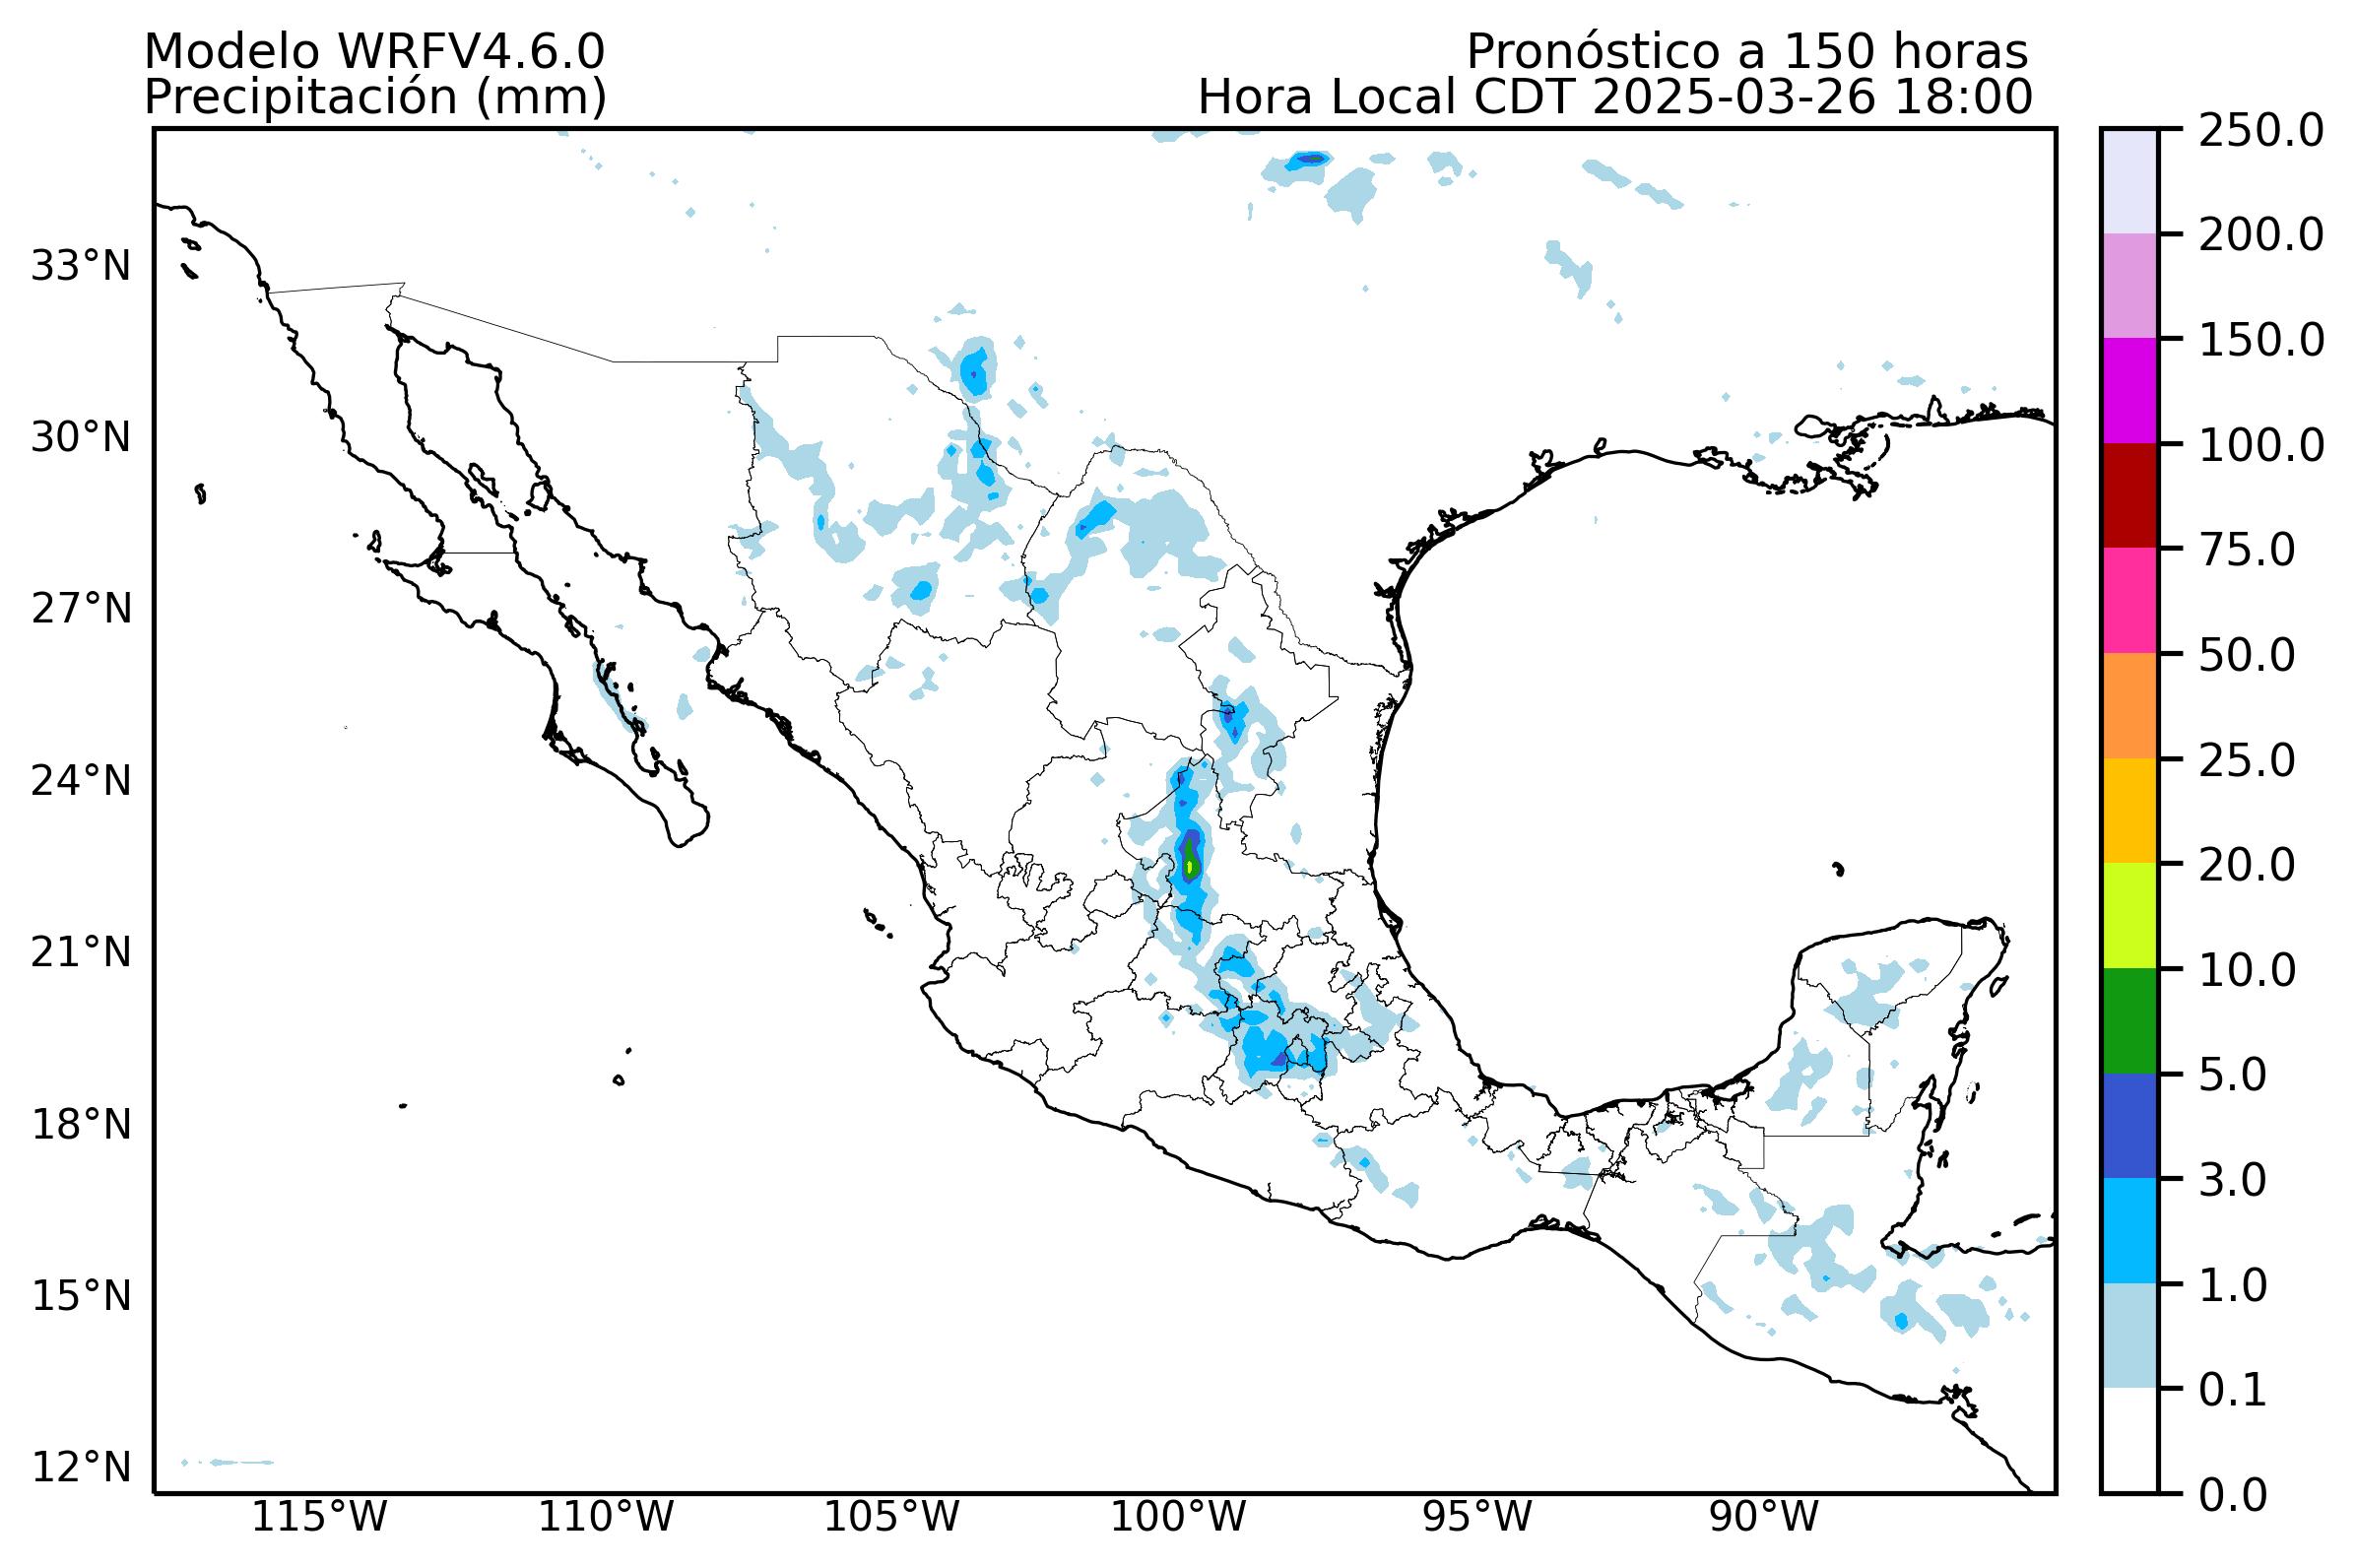 Modelo WRFV4.6.0
Precipitación (mm)
Pronóstico a 150 horas
Hora Local CDT 2025-03-26 18:00
33°N
30°N
27°N
24°N
21°N
18°N
15°N
12°N
115°W
110°W
105°W
100°W
95°W
90°W
250.0
200.0
150.0
100.0
75.0
50.0
25.0
20.0
10.0
5.0
3.0
1.0
0.1
0.0